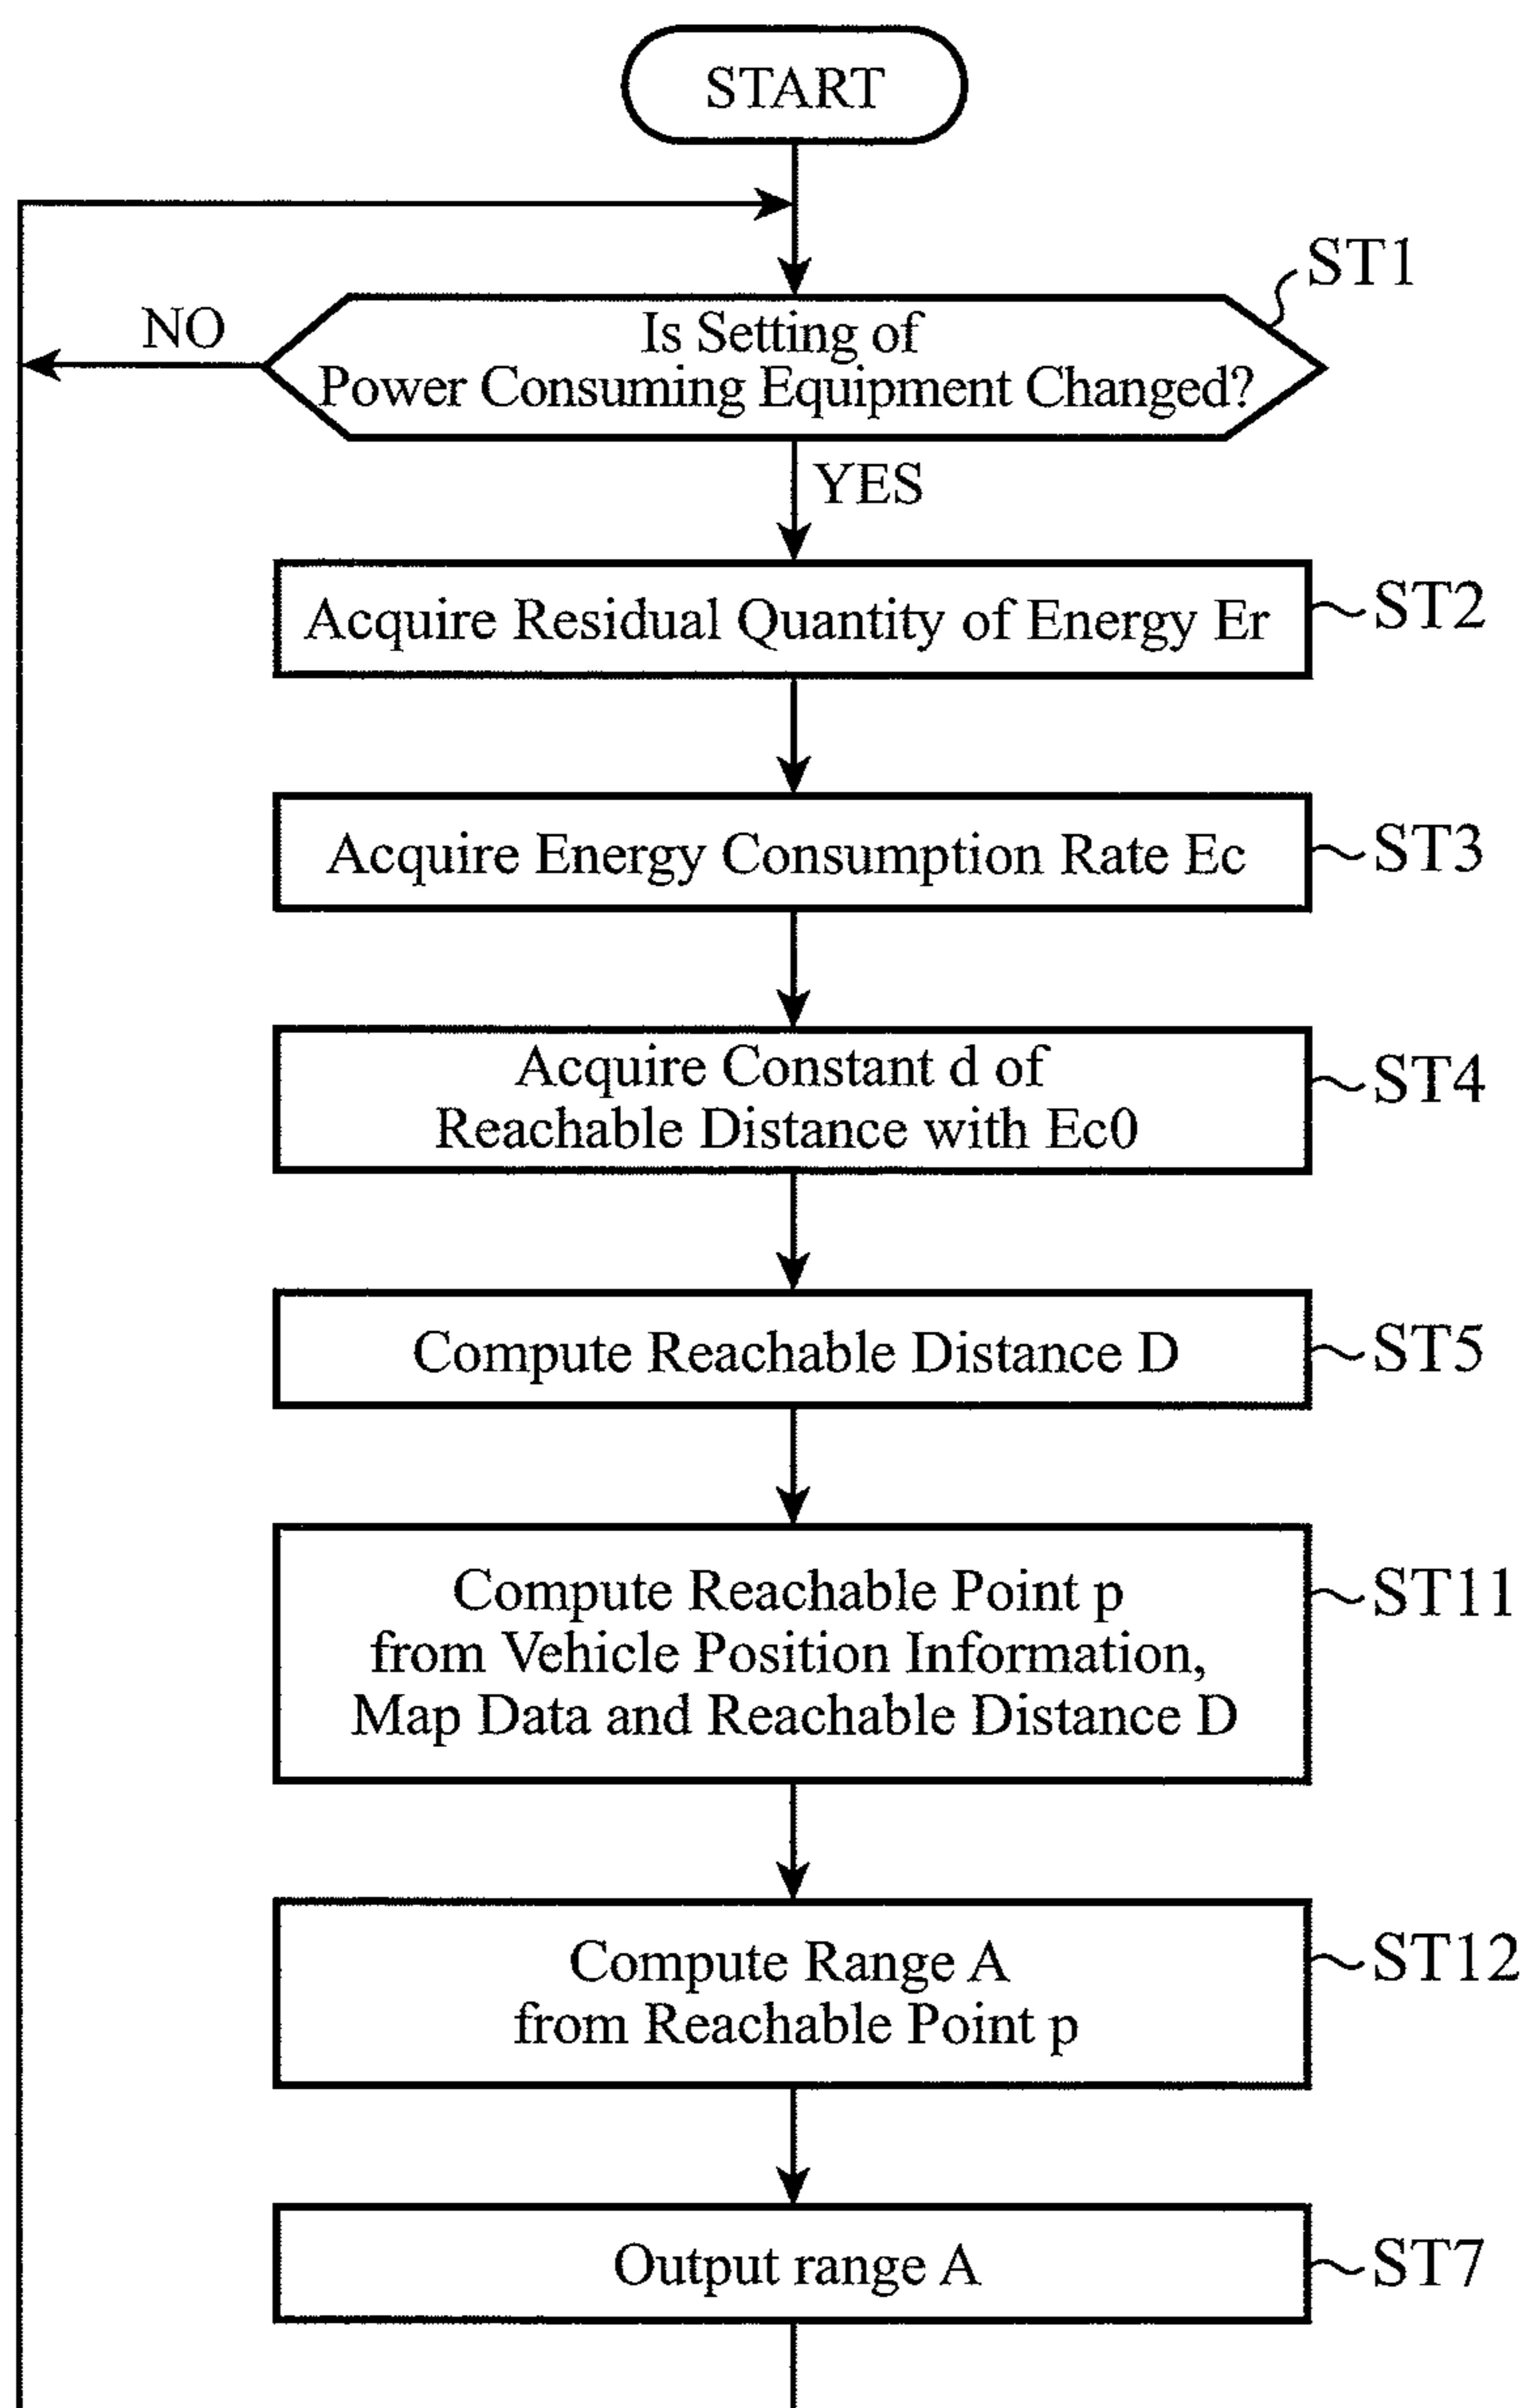 START
ST1
NO
Is Setting of
Power Consuming Equipment Changed?
YES
Acquire Residual Quantity of Energy Er
ST2
Acquire Energy Consumption Rate Ec
ST3
Acquire Constant d of
Reachable Distance with Ec0
ST4
Compute Reachable Distance D
ST5
Compute Reachable Point p
from Vehicle Position Information,
Map Data and Reachable Distance D
ST11
Compute Range A
from Reachable Point p
ST12
Output range A
ST7